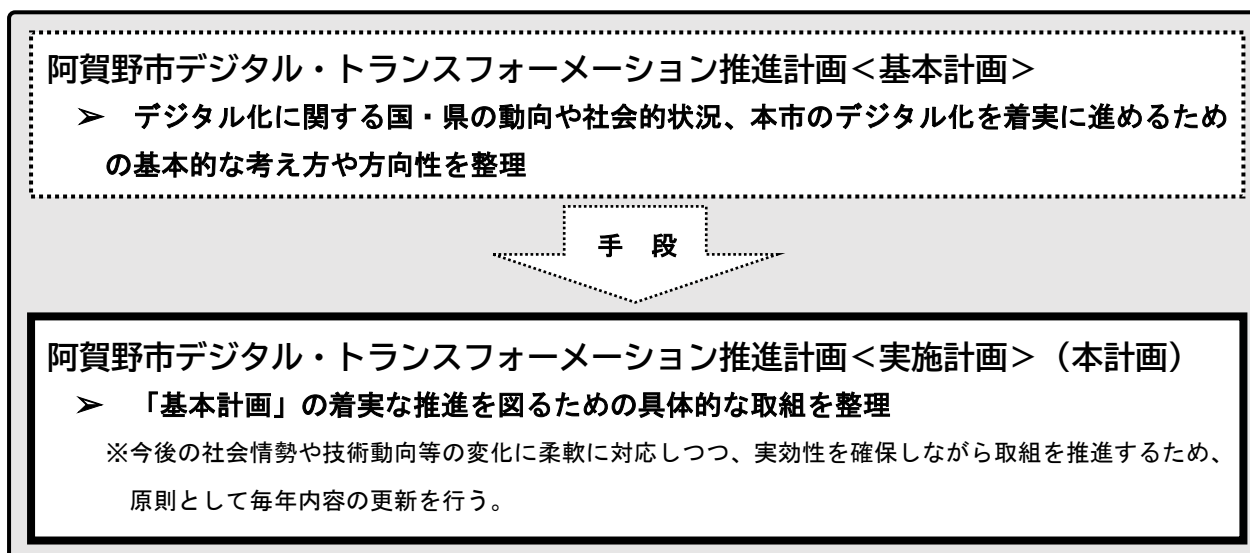 阿賀野市デジタル・トランスフォーメーション推進計画＜基本計画＞
➢ デジタル化に関する国・県の動向や社会的状況、本市のデジタル化を着実に進めるため
の基本的な考え方や方向性を整理
手 段
阿賀野市デジタル・トランスフォーメーション推進計画＜実施計画＞（本計画）
➢ 「基本計画」の着実な推進を図るための具体的な取組を整理
※今後の社会情勢や技術動向等の変化に柔軟に対応しつつ、実効性を確保しながら取組を推進するため、
原則として毎年内容の更新を行う。